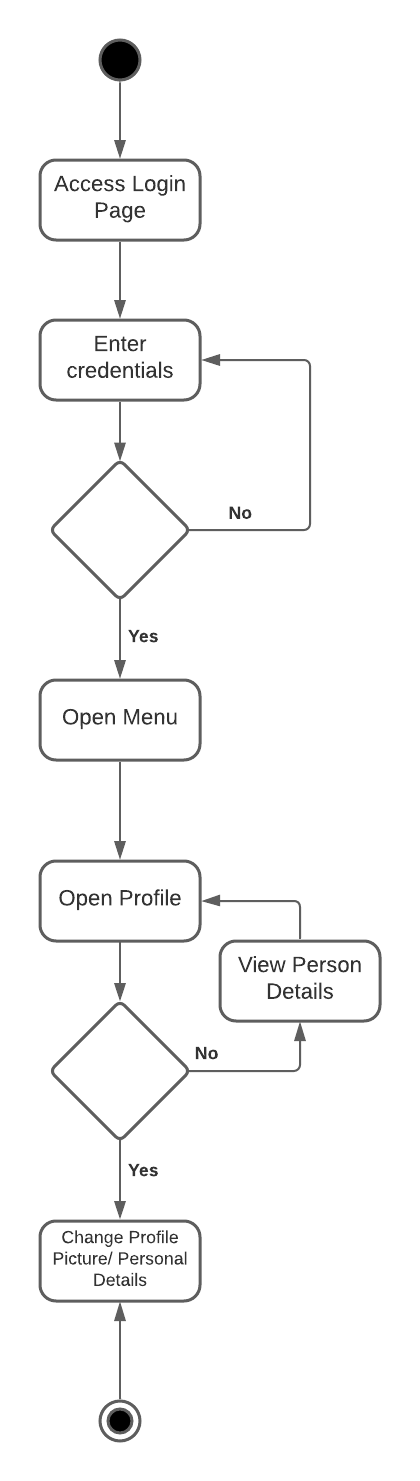 Access Login
Page
Enter
credentials
No
Yes
Open Menu
Open Profile
View Person
Details
No
Yes
Change Profile
Picture/ Personal
Details